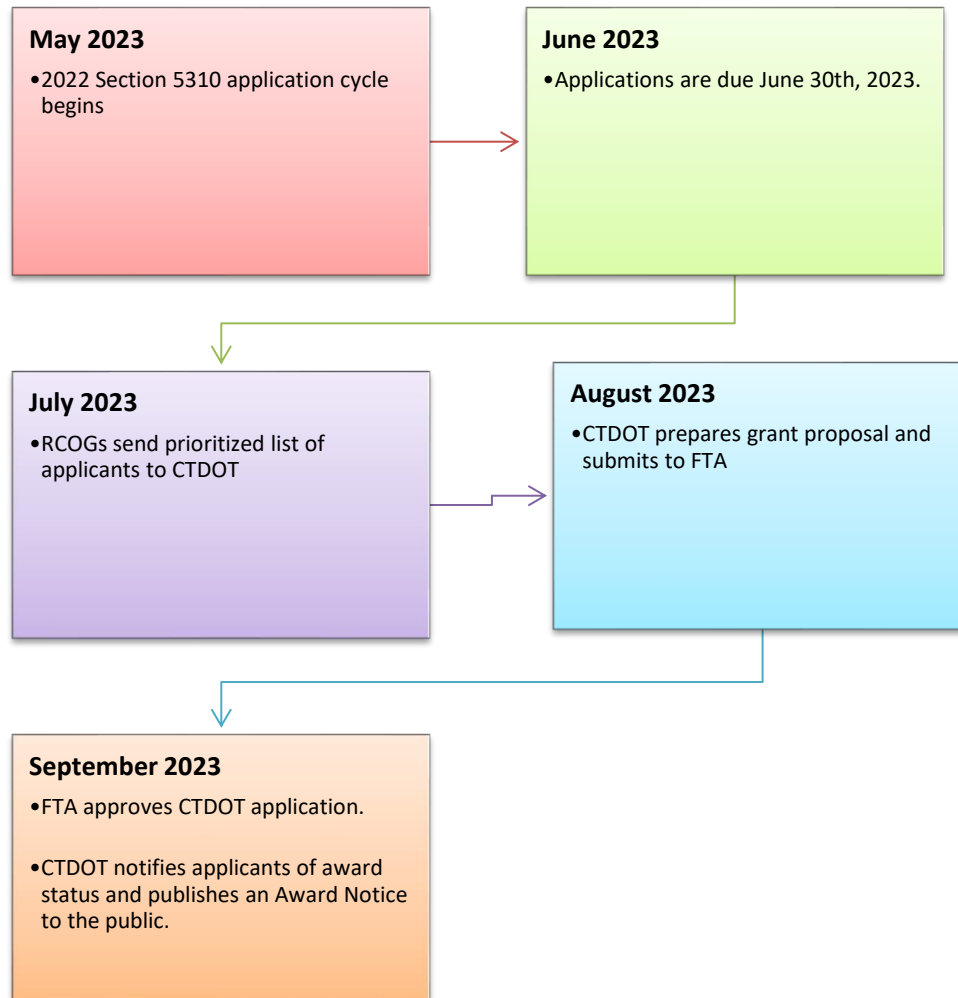 May 2023
•2022 Section 5310 application cycle
begins
June 2023
•Applications are due June 30th, 2023.
July 2023
•RCOGs send prioritized list of
applicants to CTDOT
August 2023
•CTDOT prepares grant proposal and
submits to FTA
September 2023
•FTA approves CTDOT application.
•CTDOT notifies applicants of award
status and publishes an Award Notice
to the public.